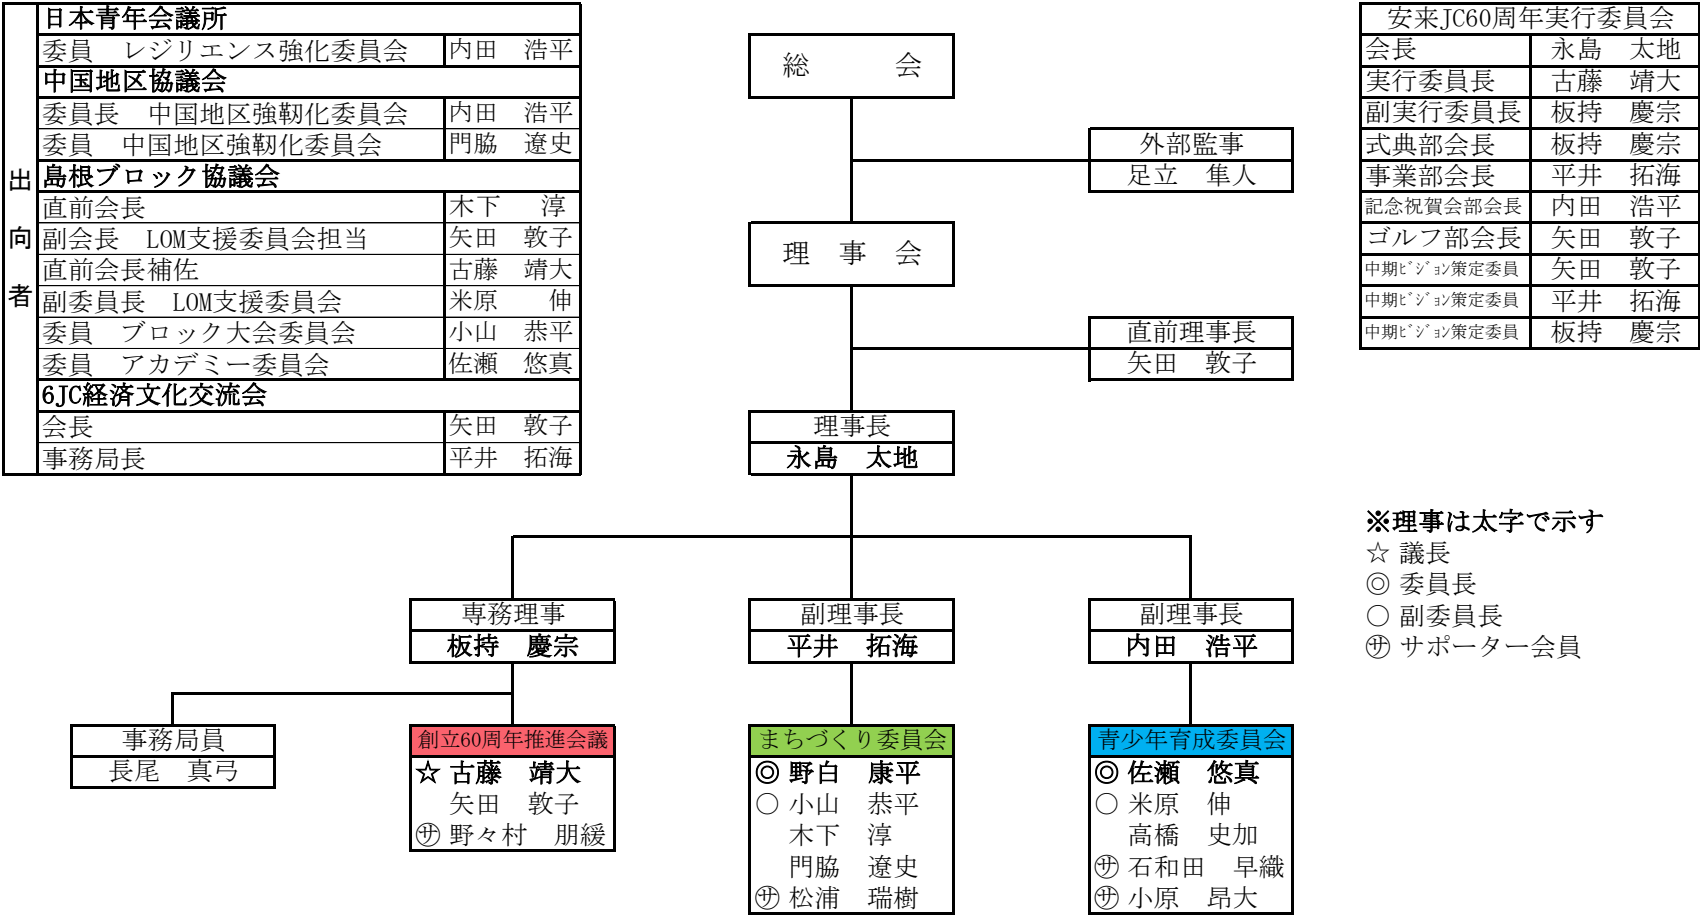 出向者
日本青年会議所
委員　レジリエンス強化委員会　内田　浩平
中国地区協議会
委員長　中国地区強靭化委員会　内田　浩平
委員　中国地区強靭化委員会　門脇　遼史
島根ブロック協議会
直前会長　木下　淳
副会長　LOM支援委員会担当　矢田　敦子
直前会長補佐　古藤　靖大
副委員長　LOM支援委員会　米原　伸
委員　ブロック大会委員会　小山　恭平
委員　アカデミー委員会　佐瀬　悠真
6JC経済文化交流会
会長　矢田　敦子
事務局長　平井　拓海
総　会
外部監事
足立　隼人
理　事　会
直前理事長
矢田　敦子
理事長
永島　太地
安来JC60周年実行委員会
会長　永島　太地
実行委員長　古藤　靖大
副実行委員長　板持　慶宗
式典部会長　板持　慶宗
事業部会長　平井　拓海
記念祝賀会部会長　内田　浩平
ゴルフ部会長　矢田　敦子
中期ﾋﾞｼﾞｮﾝ策定委員　矢田　敦子
中期ﾋﾞｼﾞｮﾝ策定委員　平井　拓海
中期ﾋﾞｼﾞｮﾝ策定委員　板持　慶宗
※理事は太字で示す
☆ 議長
◎ 委員長
○ 副委員長
㋚ サポーター会員
専務理事
板持　慶宗
副理事長
平井　拓海
副理事長
内田　浩平
事務局員
長尾　真弓
創立60周年推進会議
☆ 古藤　靖大
矢田　敦子
㋚ 野々村　朋緩
まちづくり委員会
◎ 野白　康平
○ 小山　恭平
木下　淳
門脇　遼史
㋚ 松浦　瑞樹
青少年育成委員会
◎ 佐瀬　悠真
○ 米原　伸
高橋　史加
㋚ 石和田　早織
㋚ 小原　昂大